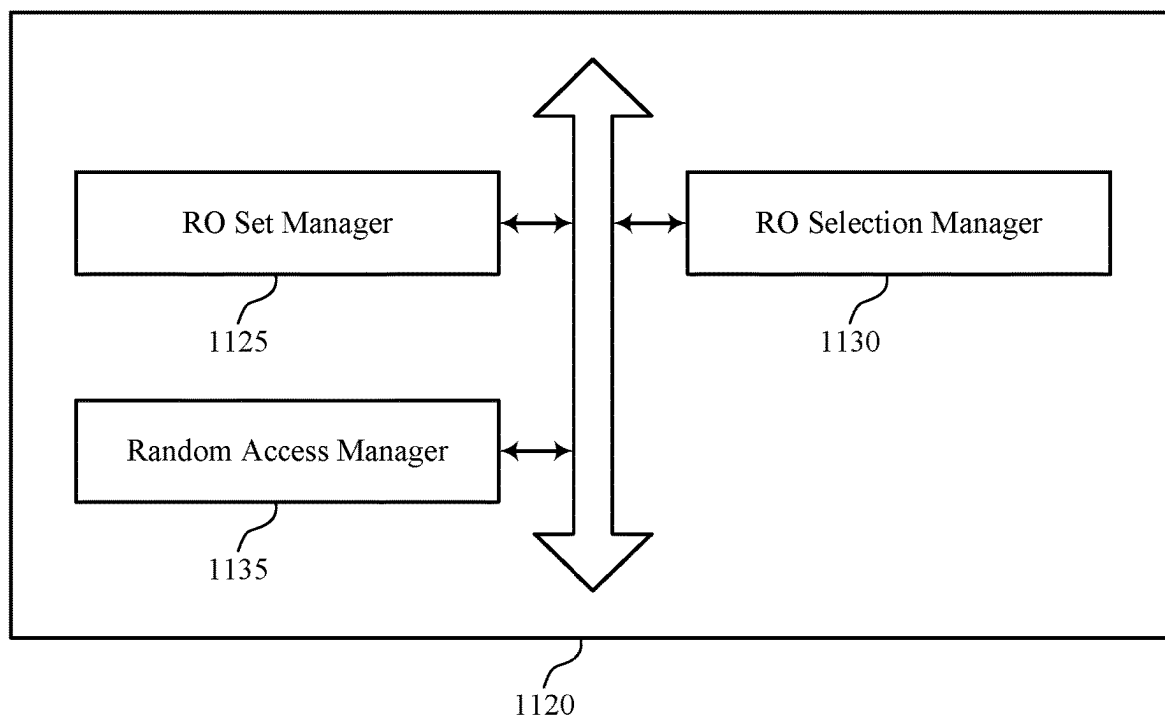 RO Set Manager
RO Selection Manager
1125
1130
Random Access Manager
1135
1120